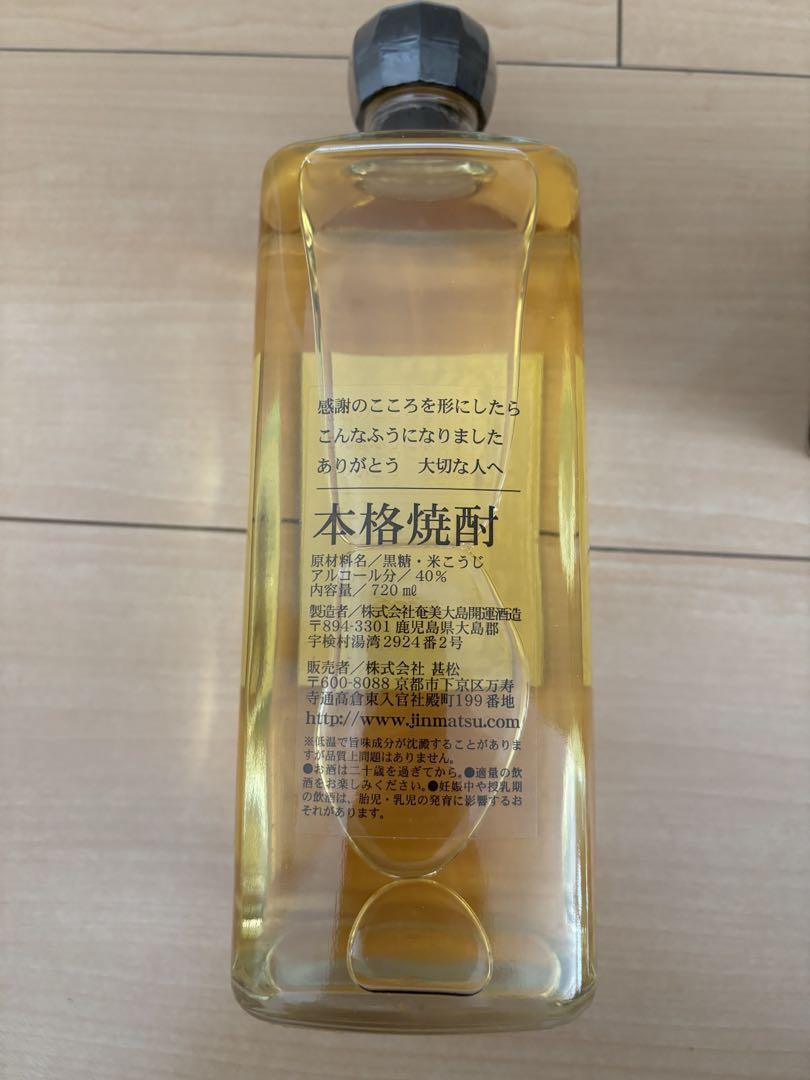 感謝のこころを形にしたら
こんなふうになりました
ありがとう　大切な人へ
本格焼酎
原材料名／黒糖・米こうじ
アルコール分／40％
内容量／720㎖
製造者／株式会社奄美大島開運酒造
〒894-3301 鹿児島県大島郡
宇検村湯湾2924番2号
販売者／株式会社 甚松
〒600-8088 京都市下京区万寿
寺通高倉東入官社殿町199番地
http://www.jinmatsu.com
※低温で旨味成分が沈澱することがありま
すが品質上問題はありません。
●お酒は二十歳を過ぎてから。●適量の飲
酒をお楽しみください。●妊娠中や授乳期
の飲酒は、胎児・乳児の発育に影響するお
それがあります。